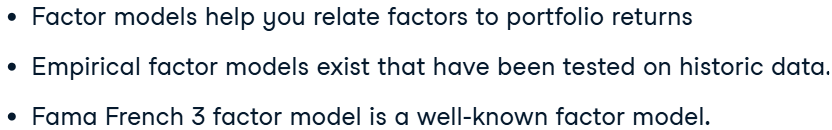 • Factor models help you relate factors to portfolio returns
• Empirical factor models exist that have been tested on historic data.
• Fama French 3 factor model is a well-known factor model.